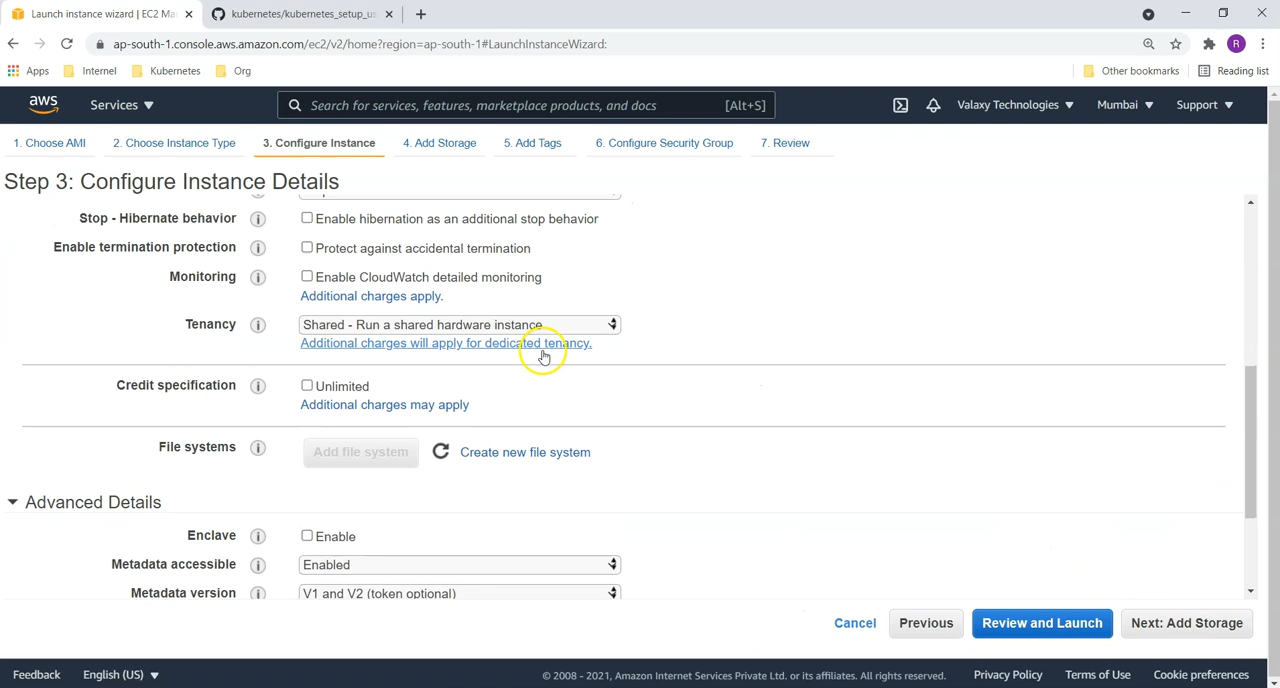 Launch instance wizard | EC2 Ma
kubernetes/kubernetes_setup_us
ap-south-1.console.aws.amazon.com/ec2/v2/home?region=ap-south-1#LaunchInstanceWizard:
R
Apps
Internel
Kubernetes
Org
Other bookmarks
Reading list
aws
Services
Search for services, features, marketplace products, and docs
[Alt+S]
Valaxy Technologies
Mumbai
Support
1. Choose AMI
2. Choose Instance Type
3. Configure Instance
4. Add Storage
5. Add Tags
6. Configure Security Group
7. Review
Step 3: Configure Instance Details
Stop - Hibernate behavior
Enable hibernation as an additional stop behavior
Enable termination protection
Protect against accidental termination
Monitoring
Enable CloudWatch detailed monitoring
Additional charges apply.
Tenancy
Shared - Run a shared hardware instance
Additional charges will apply for dedicated tenancy.
Credit specification
Unlimited
Additional charges may apply
File systems
Add file system
Create new file system
Advanced Details
Enclave
Enable
Metadata accessible
Enabled
Metadata version
V1 and V2 (token optional)
Cancel
Previous
Review and Launch
Next: Add Storage
Feedback
English (US)
© 2008 - 2021, Amazon Internet Services Private Ltd. or its affiliates. All rights reserved.
Privacy Policy
Terms of Use
Cookie preferences